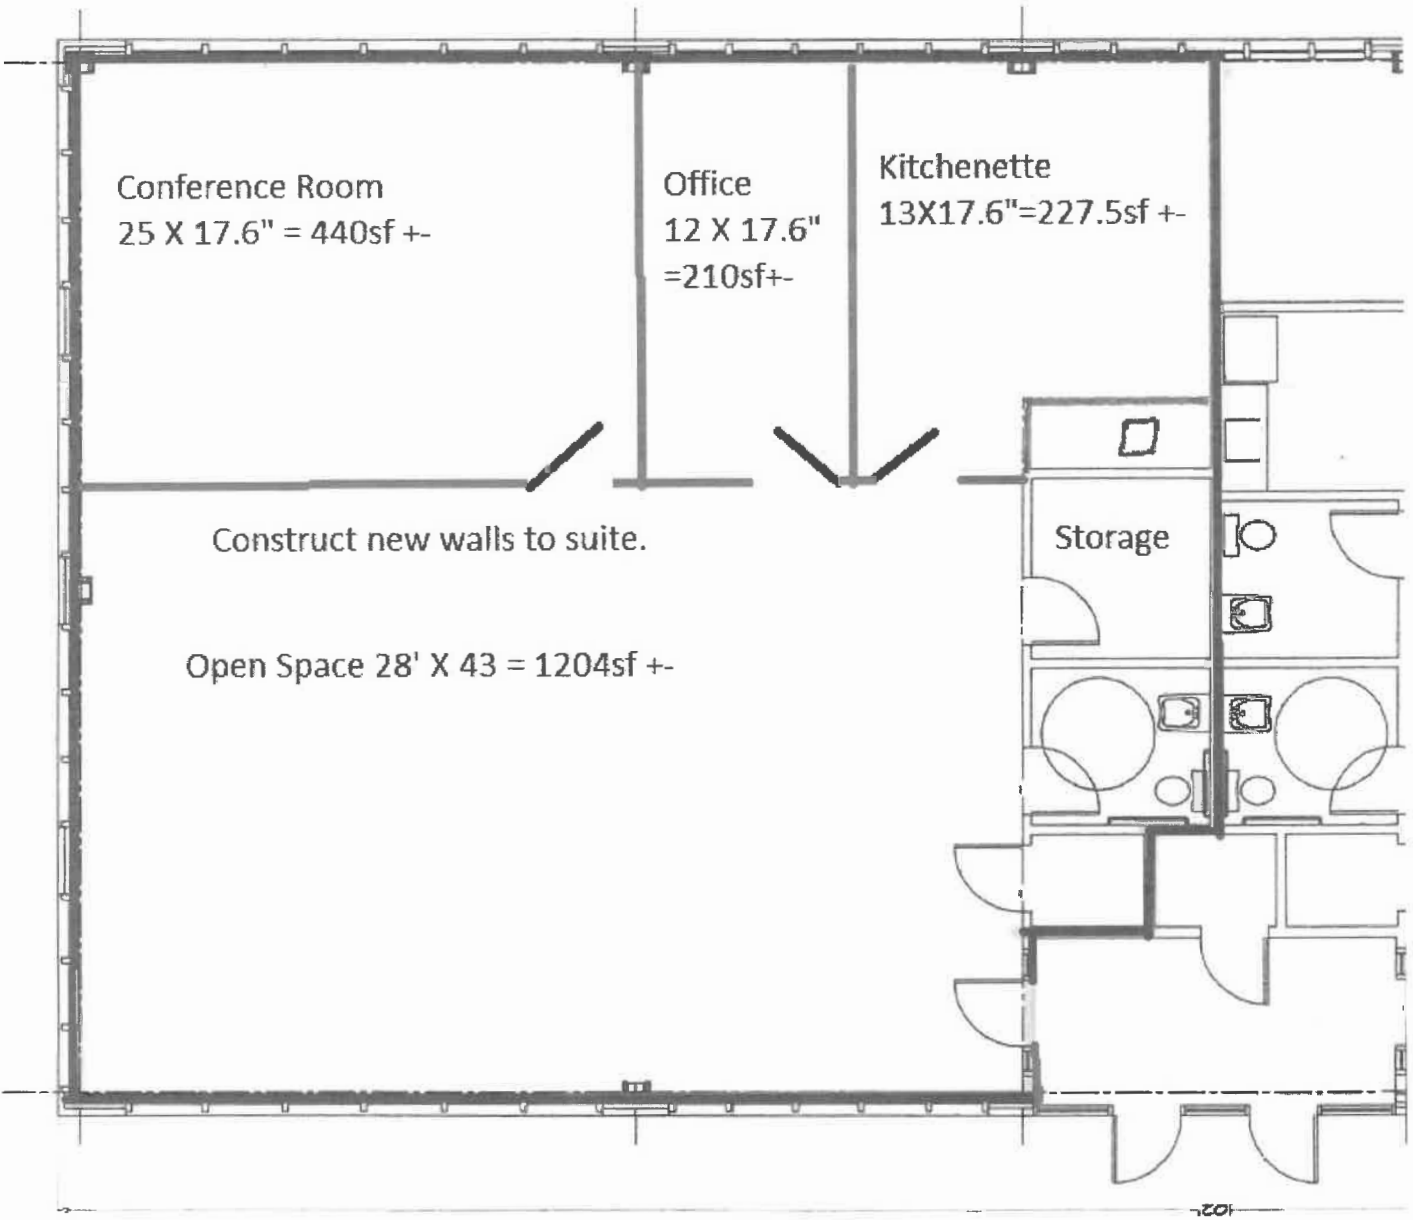 Conference Room
25 X 17.6" = 440sf +-
Office
12 X 17.6"
=210sf+-
Kitchenette
13X17.6"=227.5sf +-
Construct new walls to suite.
Storage
Open Space 28' X 43 = 1204sf +-